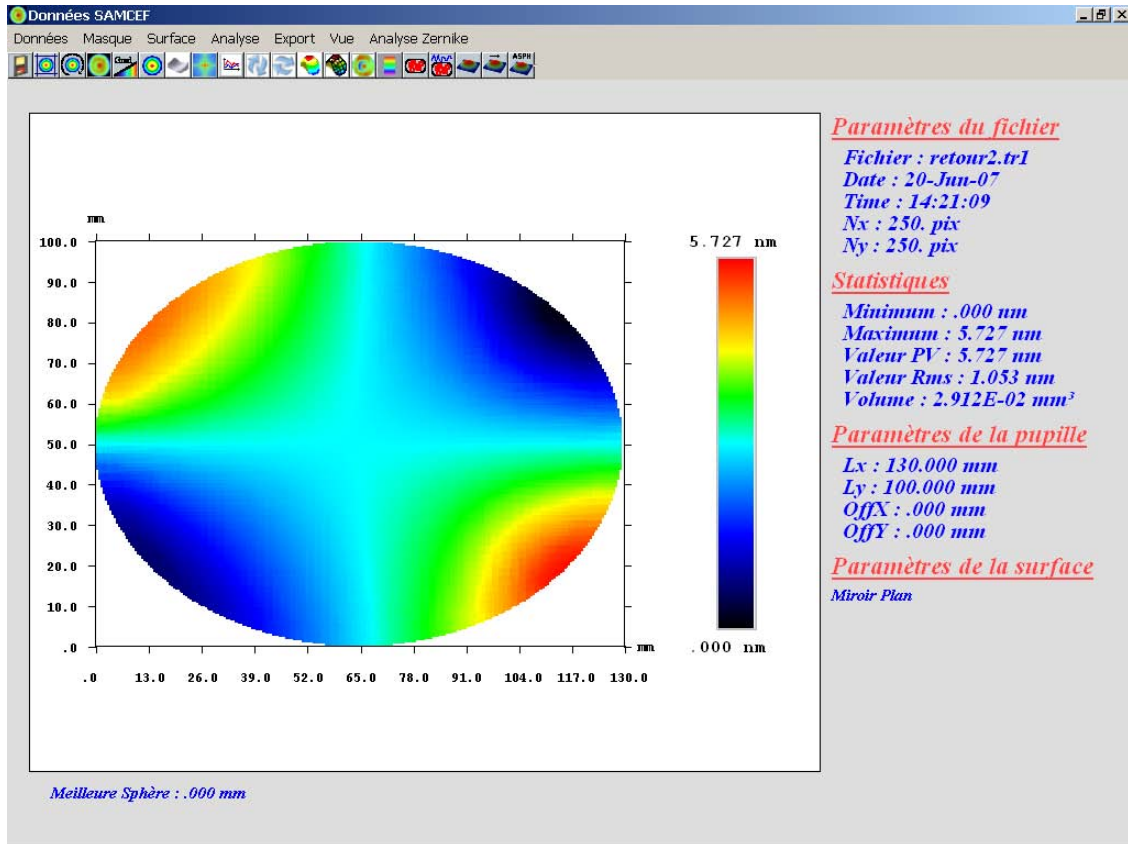 Données SAMCEF
Données Masque Surface Analyse Export Vue Analyse Zernike
ASPH
mm
100.0
90.0
80.0
70.0
60.0
50.0
40.0
30.0
20.0
10.0
.0
mm
.0 13.0 26.0 39.0 52.0 65.0 78.0 91.0 104.0 117.0 130.0
5.727 nm
.000 nm
Paramètres du fichier
Fichier : retour2.tr1
Date : 20-Jun-07
Time : 14:21:09
Nx : 250. pix
Ny : 250. pix
Statistiques
Minimum : .000 nm
Maximum : 5.727 nm
Valeur PV : 5.727 nm
Valeur Rms : 1.053 nm
Volume : 2.912E-02 mm³
Paramètres de la pupille
Lx : 130.000 mm
Ly : 100.000 mm
OffX : .000 mm
OffY : .000 mm
Paramètres de la surface
Miroir Plan
Meilleure Sphère : .000 mm